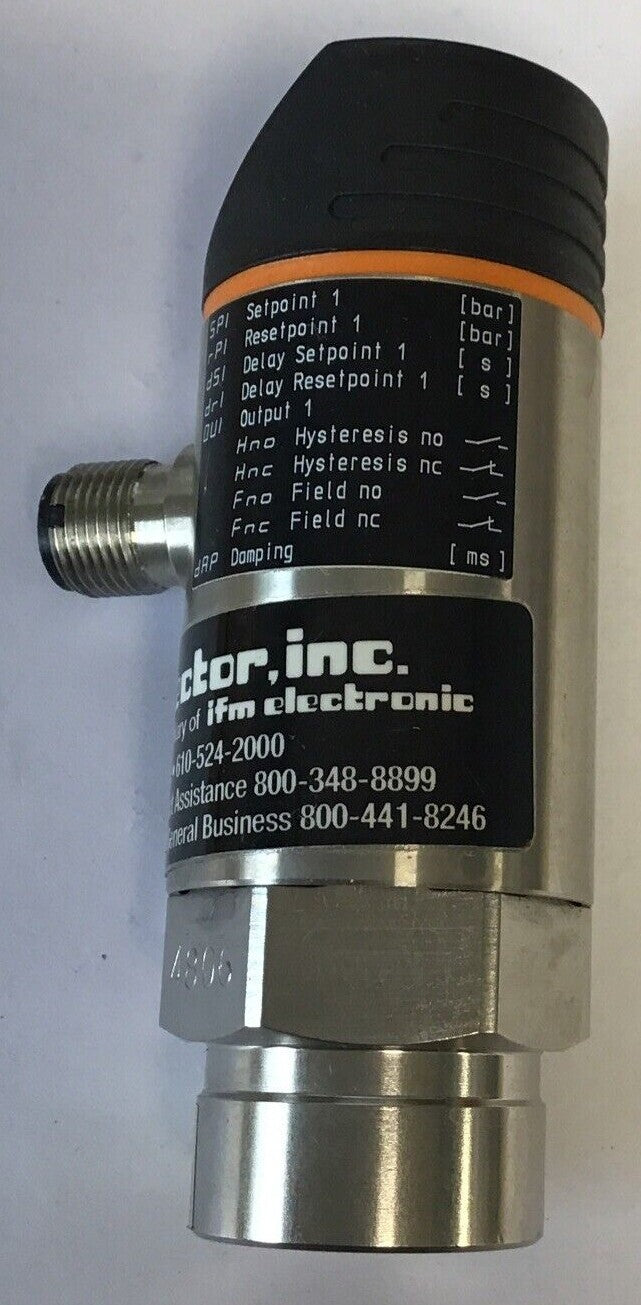 SP1 Setpoint 1 [bar]
rP1 Resetpoint 1 [bar]
dS1 Delay Setpoint 1 [ s ]
dr1 Delay Resetpoint 1 [ s ]
OU1 Output 1
Hno Hysteresis no
Hnc Hysteresis nc
Fno Field no
Fnc Field nc
dAP Damping [ ms ]
ctor, inc.
of ifm electronic
610-524-2000
Assistance 800-348-8899
eneral Business 800-441-8246
4806